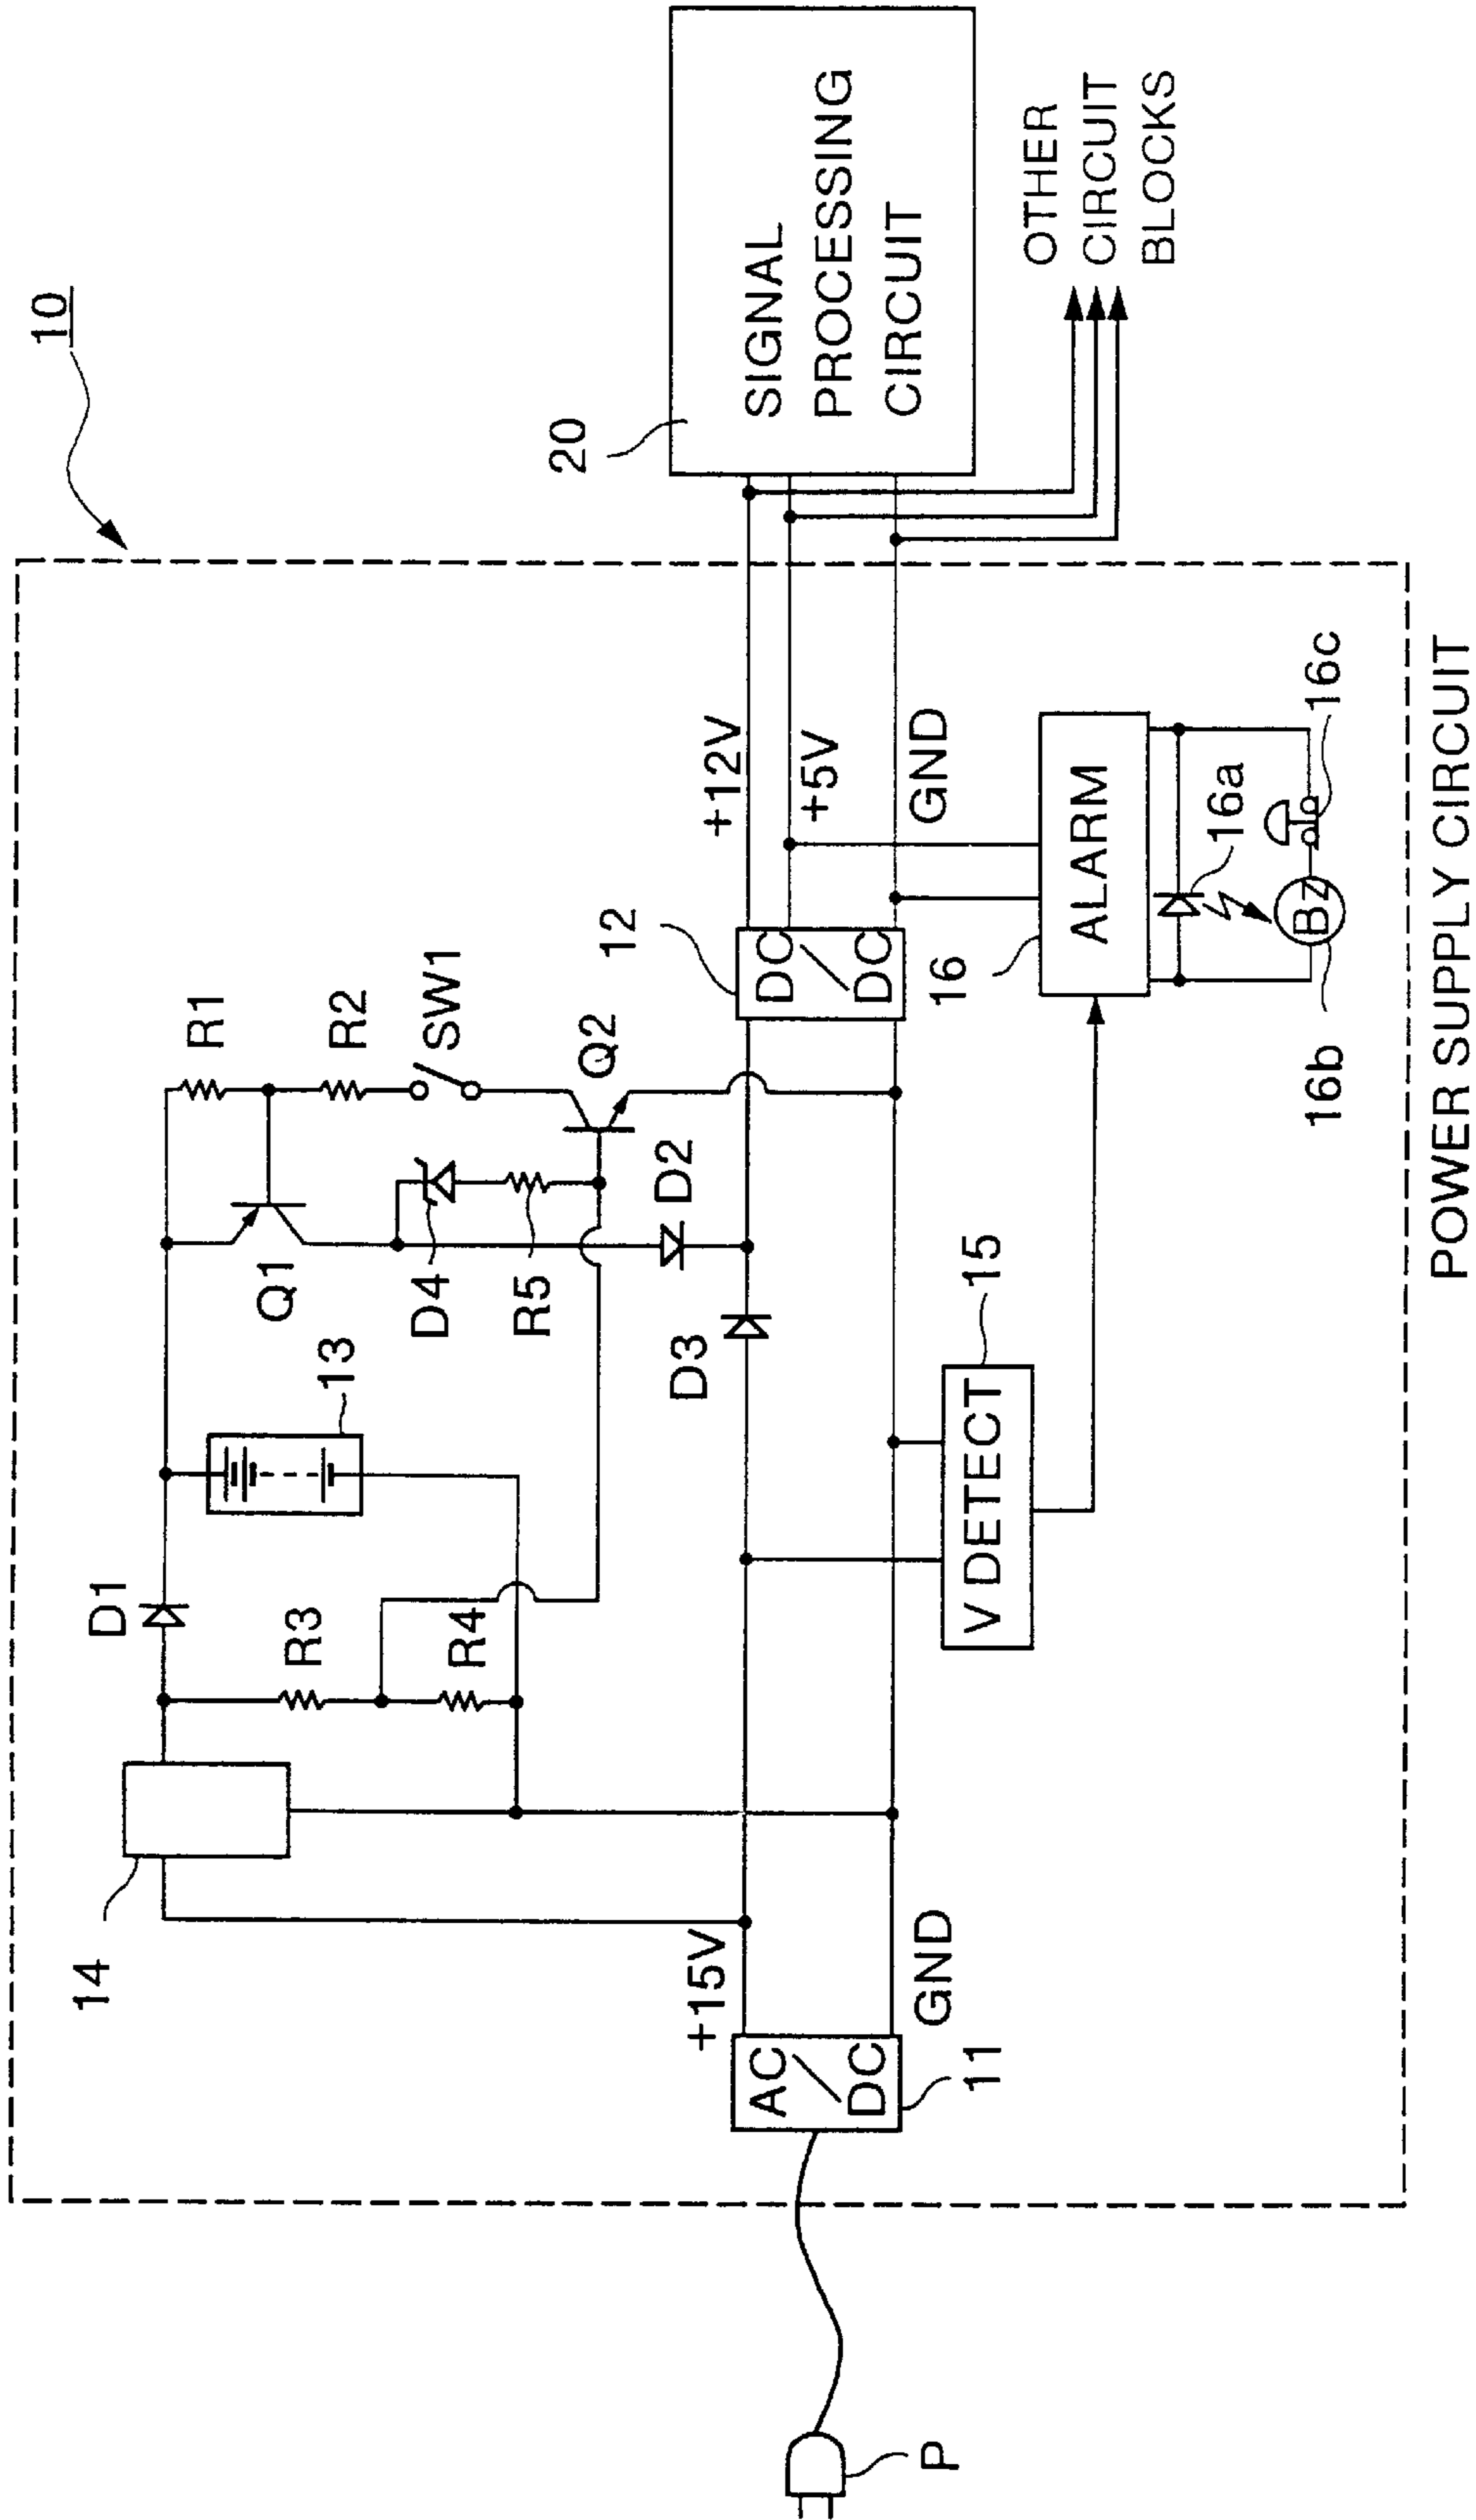 10
20
SIGNAL
PROCESSING
CIRCUIT
OTHER
CIRCUIT
BLOCKS
14
D1
R3
R4
13
Q1
R1
R2
SW1
D4
R5
Q2
D2
D3
12
+12V
+5V
GND
DC
DC
+15V
GND
AC
DC
11
P
V DETECT
15
16
ALARM
16a
Bz
16b
16c
POWER SUPPLY CIRCUIT